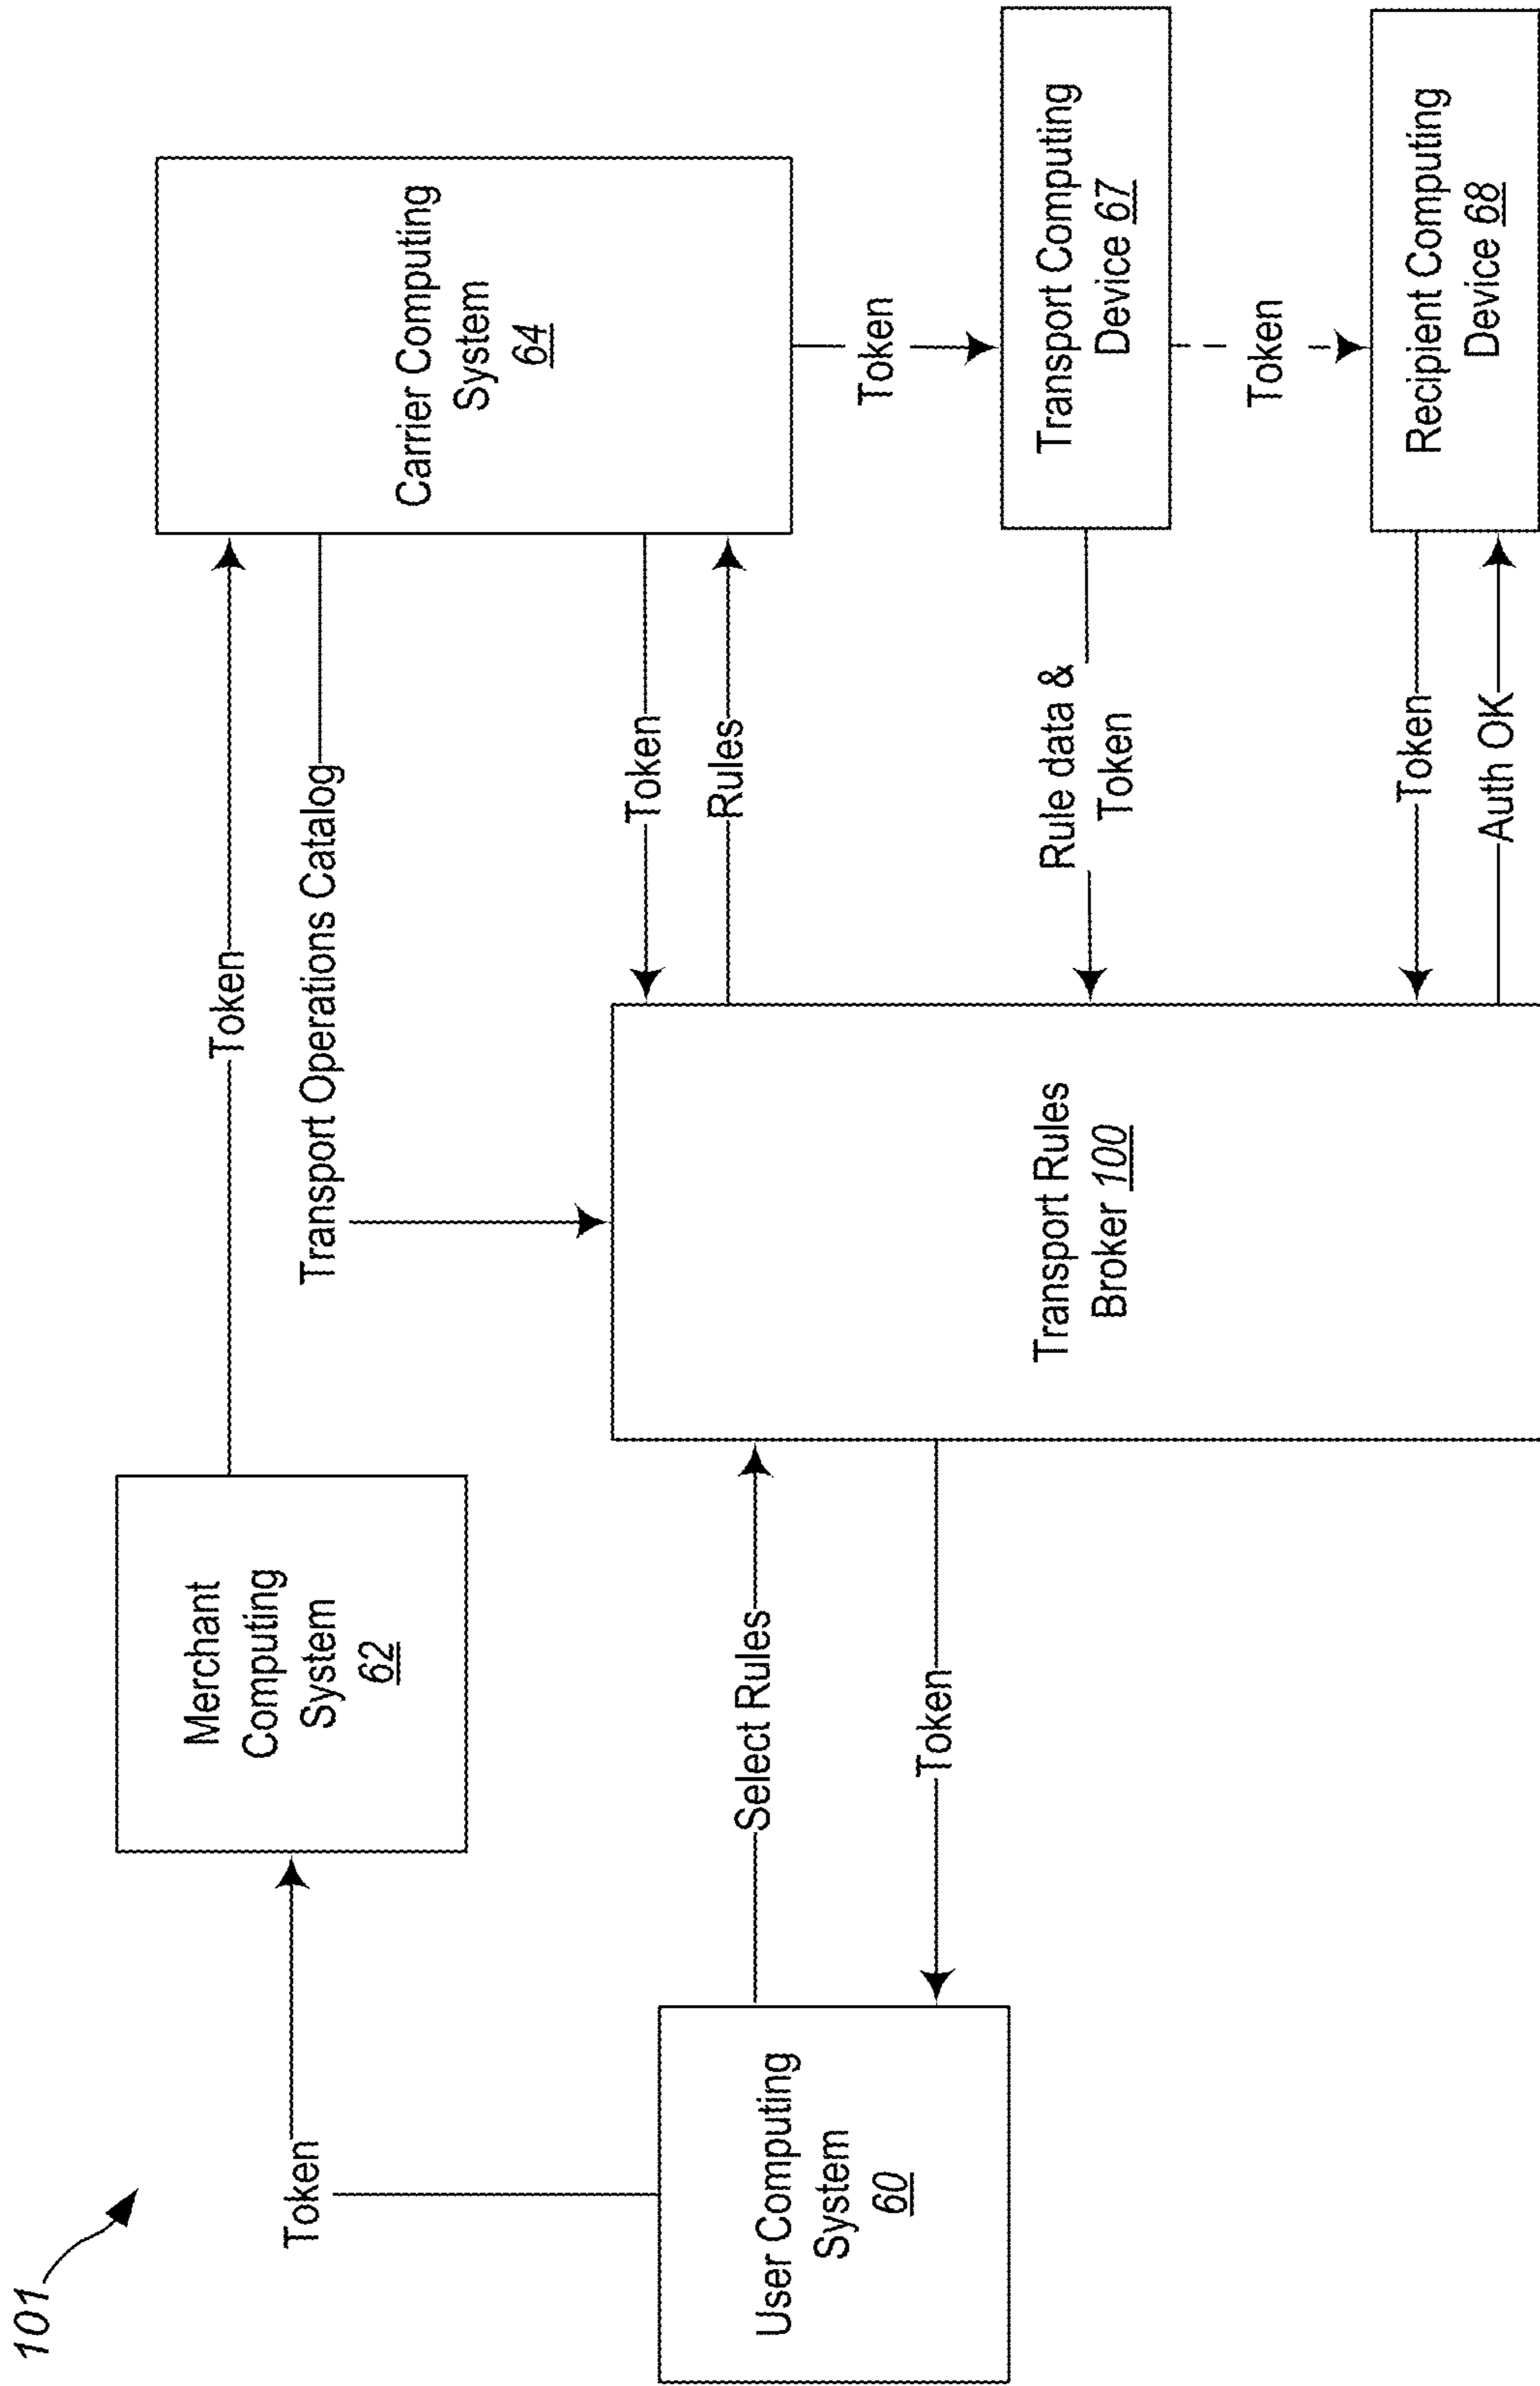 101
Token
Merchant
Computing
System
62
Token
Transport Operations Catalog
Carrier Computing
System
64
User Computing
System
60
Select Rules
Token
Transport Rules
Broker 100
Token
Rules
Token
Rule data &
Token
Transport Computing
Device 67
Token
Token
Auth OK
Recipient Computing
Device 68